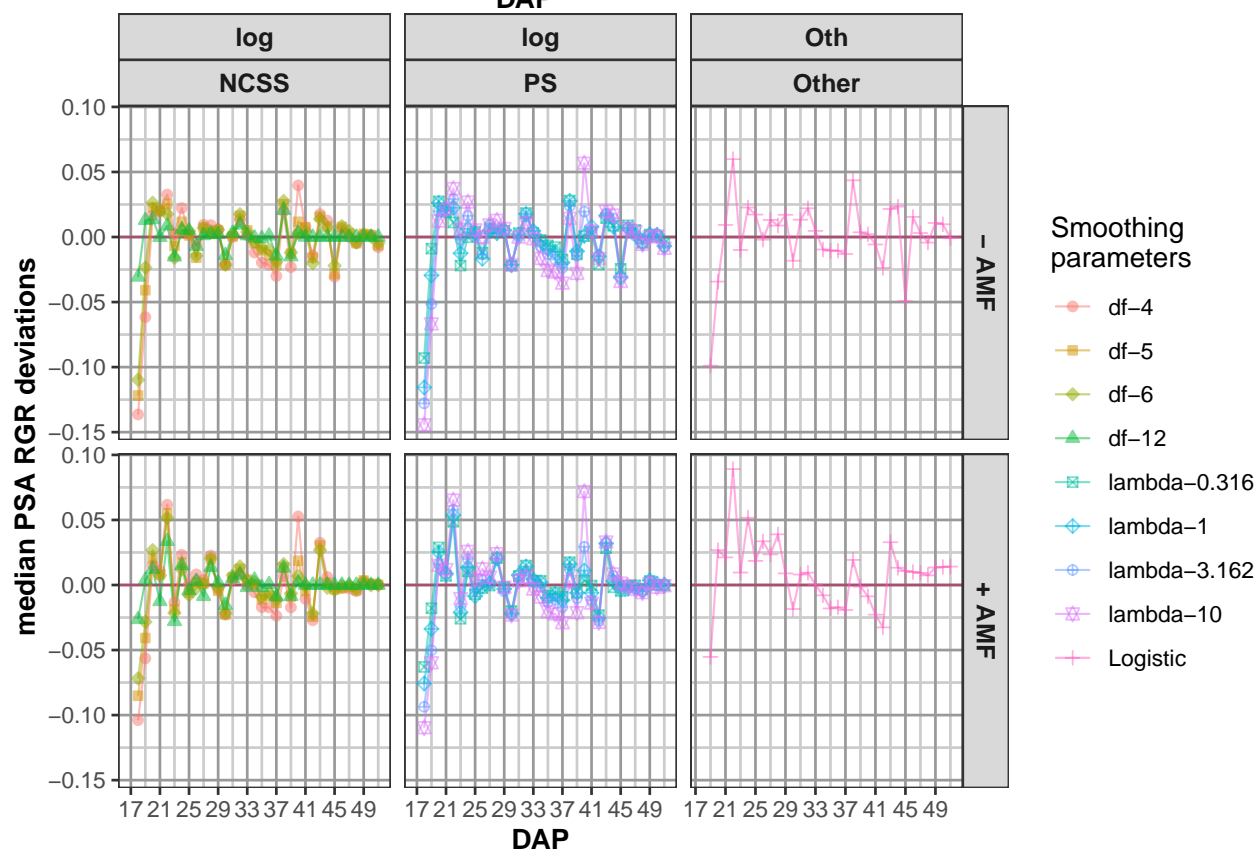 DAP
log
log
Oth
NCSS
PS
Other
0.10
0.05
0.00
−0.05
−0.10
−0.15
− AMF
0.10
0.05
0.00
−0.05
−0.10
−0.15
+ AMF
median PSA RGR deviations
17 21 25 29 33 37 41 45 49
17 21 25 29 33 37 41 45 49
17 21 25 29 33 37 41 45 49
DAP
Smoothing
parameters
df−4
df−5
df−6
df−12
lambda−0.316
lambda−1
lambda−3.162
lambda−10
Logistic